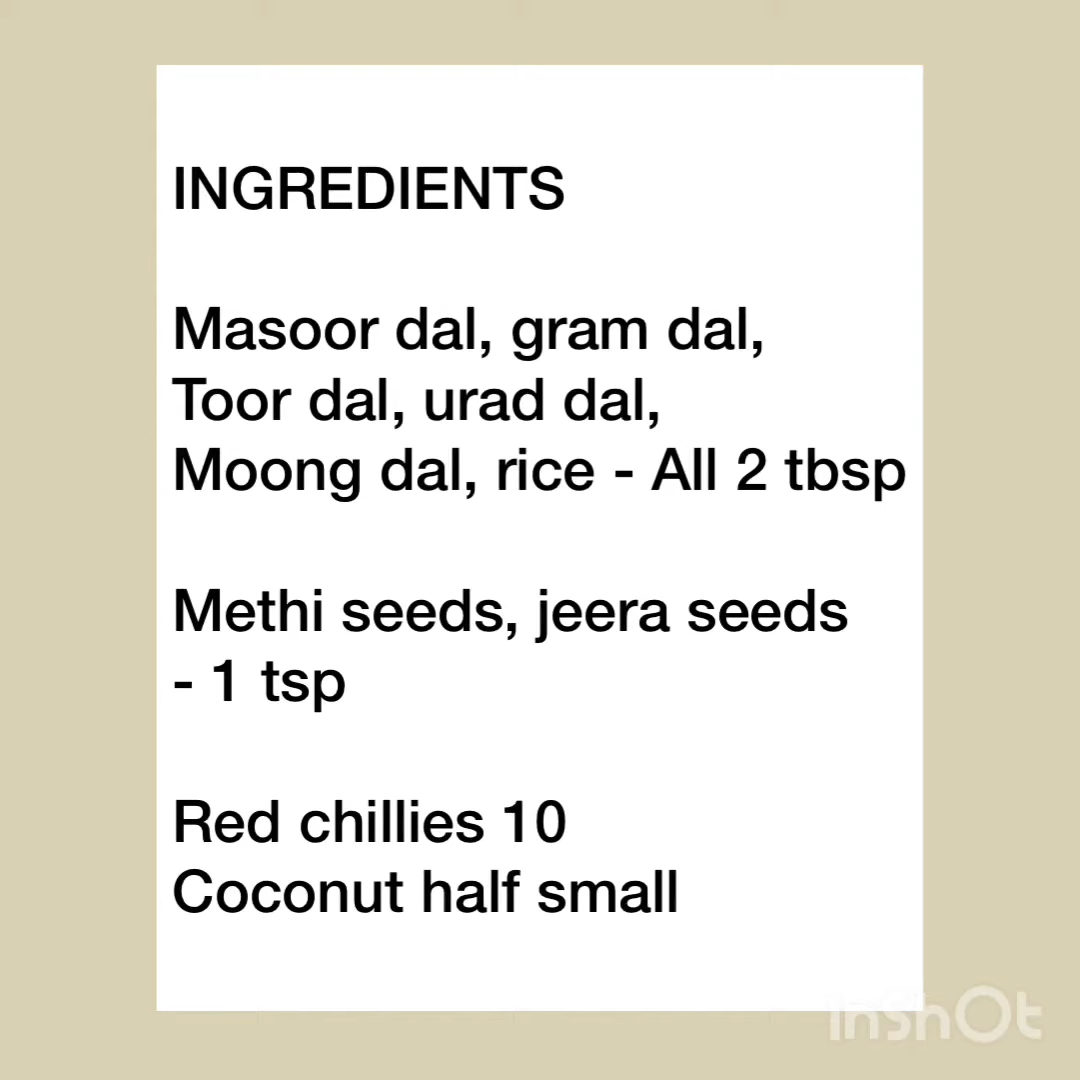 INGREDIENTS
Masoor dal, gram dal,
Toor dal, urad dal,
Moong dal, rice - All 2 tbsp
Methi seeds, jeera seeds
- 1 tsp
Red chillies 10
Coconut half small
InShOt